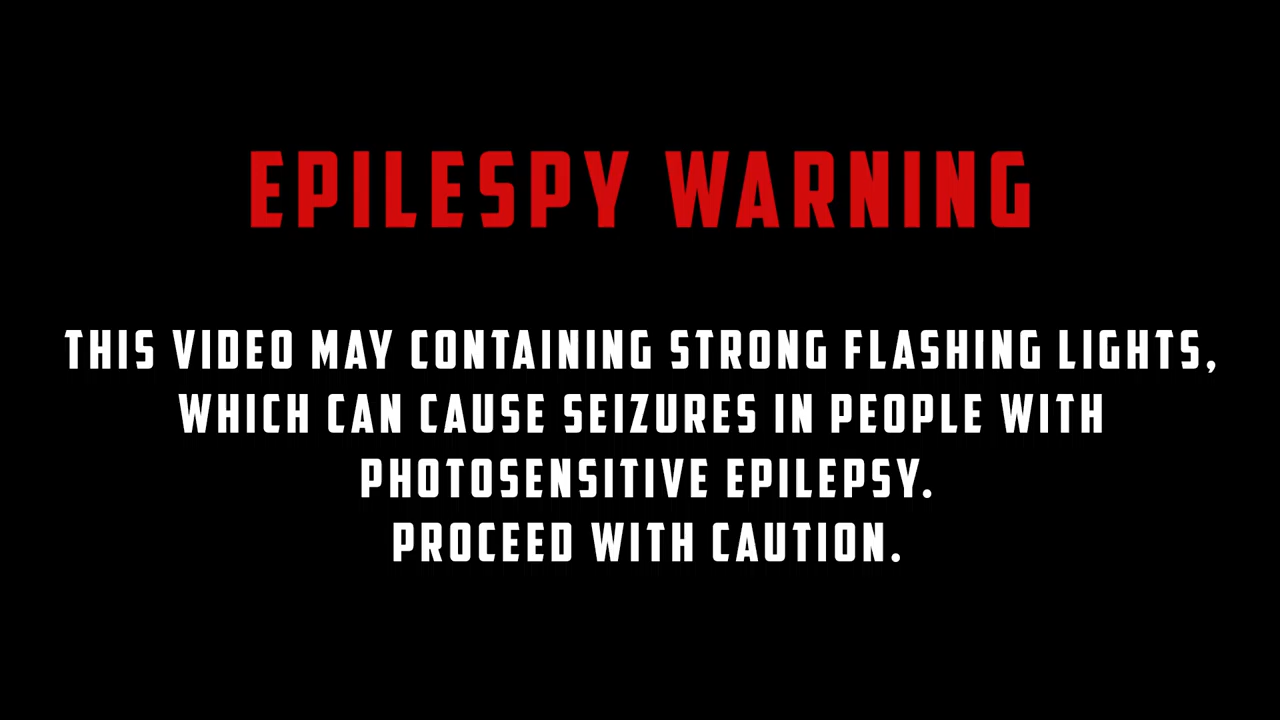 EPILESPY WARNING
THIS VIDEO MAY CONTAINING STRONG FLASHING LIGHTS,
WHICH CAN CAUSE SEIZURES IN PEOPLE WITH
PHOTOSENSITIVE EPILEPSY.
PROCEED WITH CAUTION.